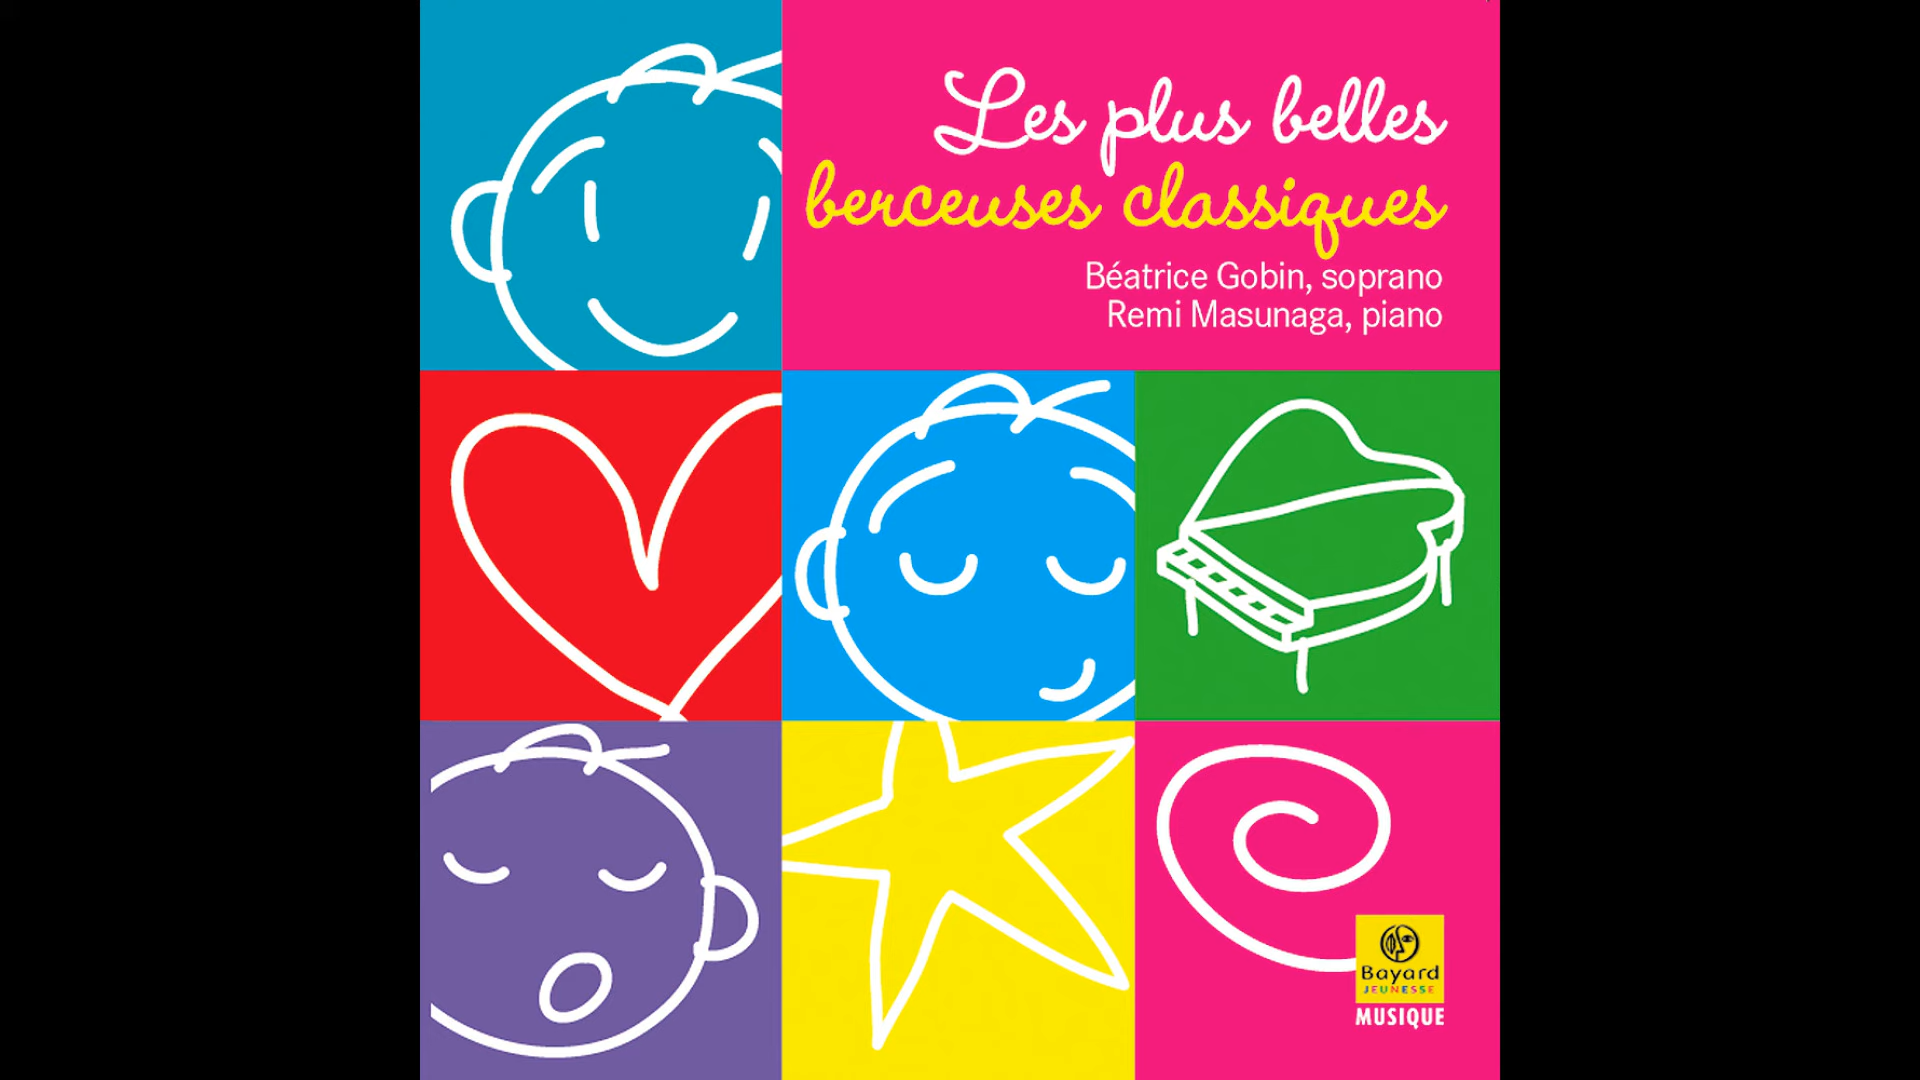 Les plus belles
berceuses classiques
Béatrice Gobin, soprano
Remi Masunaga, piano
Bayard
JEUNESSE
MUSIQUE